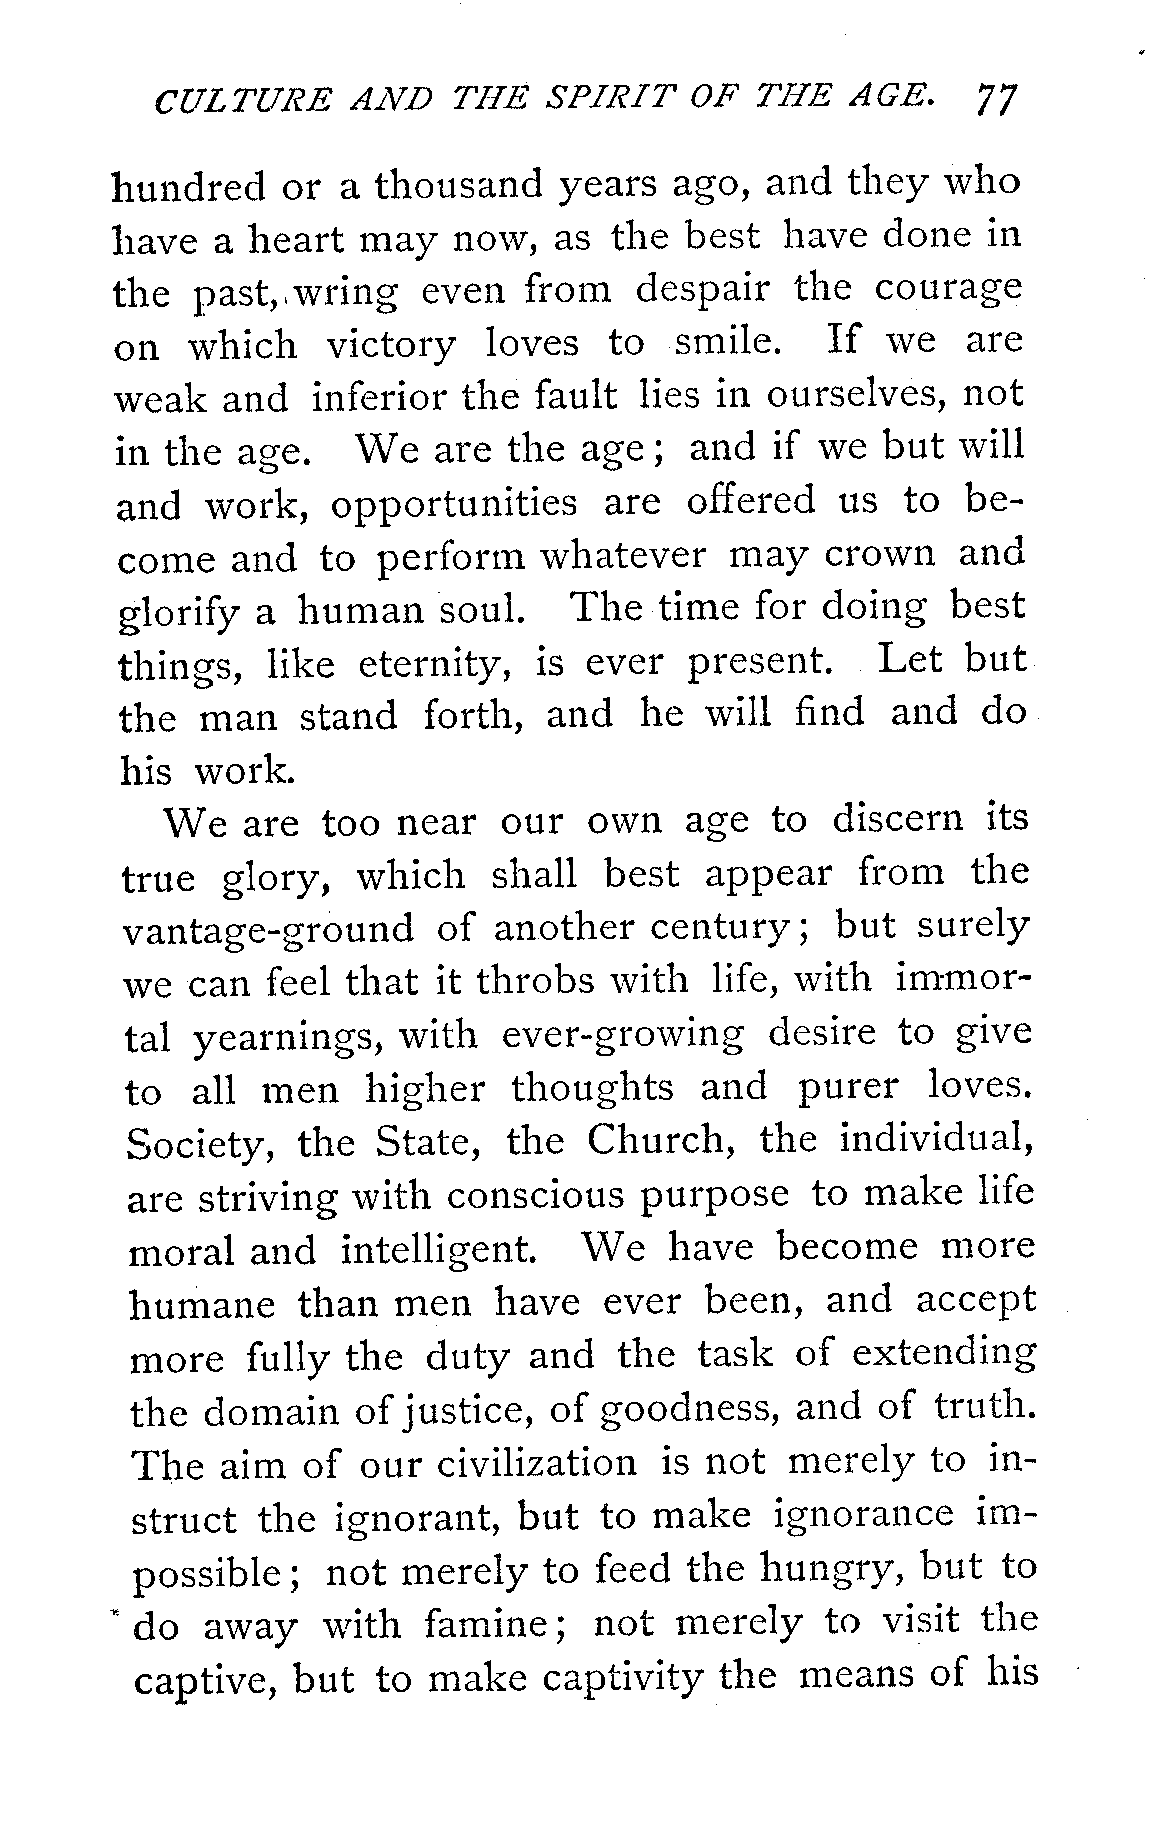 CULTURE AND THE SPIRIT OF THE AGE. 77
hundred or a thousand years ago, and they who
have a heart may now, as the best have done in
the past, wring even from despair the courage
on which victory loves to smile. If we are
weak and inferior the fault lies in ourselves, not
in the age. We are the age; and if we but will
and work, opportunities are offered us to be-
come and to perform whatever may crown and
glorify a human soul. The time for doing best
things, like eternity, is ever present. Let but
the man stand forth, and he will find and do
his work.
We are too near our own age to discern its
true glory, which shall best appear from the
vantage-ground of another century; but surely
we can feel that it throbs with life, with immor-
tal yearnings, with ever-growing desire to give
to all men higher thoughts and purer loves.
Society, the State, the Church, the individual,
are striving with conscious purpose to make life
moral and intelligent. We have become more
humane than men have ever been, and accept
more fully the duty and the task of extending
the domain of justice, of goodness, and of truth.
The aim of our civilization is not merely to in-
struct the ignorant, but to make ignorance im-
possible; not merely to feed the hungry, but to
do away with famine; not merely to visit the
captive, but to make captivity the means of his